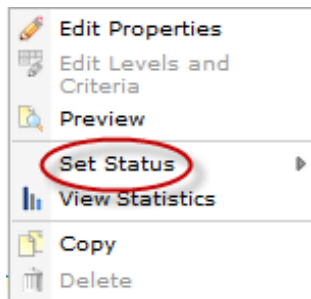 Edit Properties
Edit Levels and
Criteria
Preview
Set Status
View Statistics
Copy
Delete